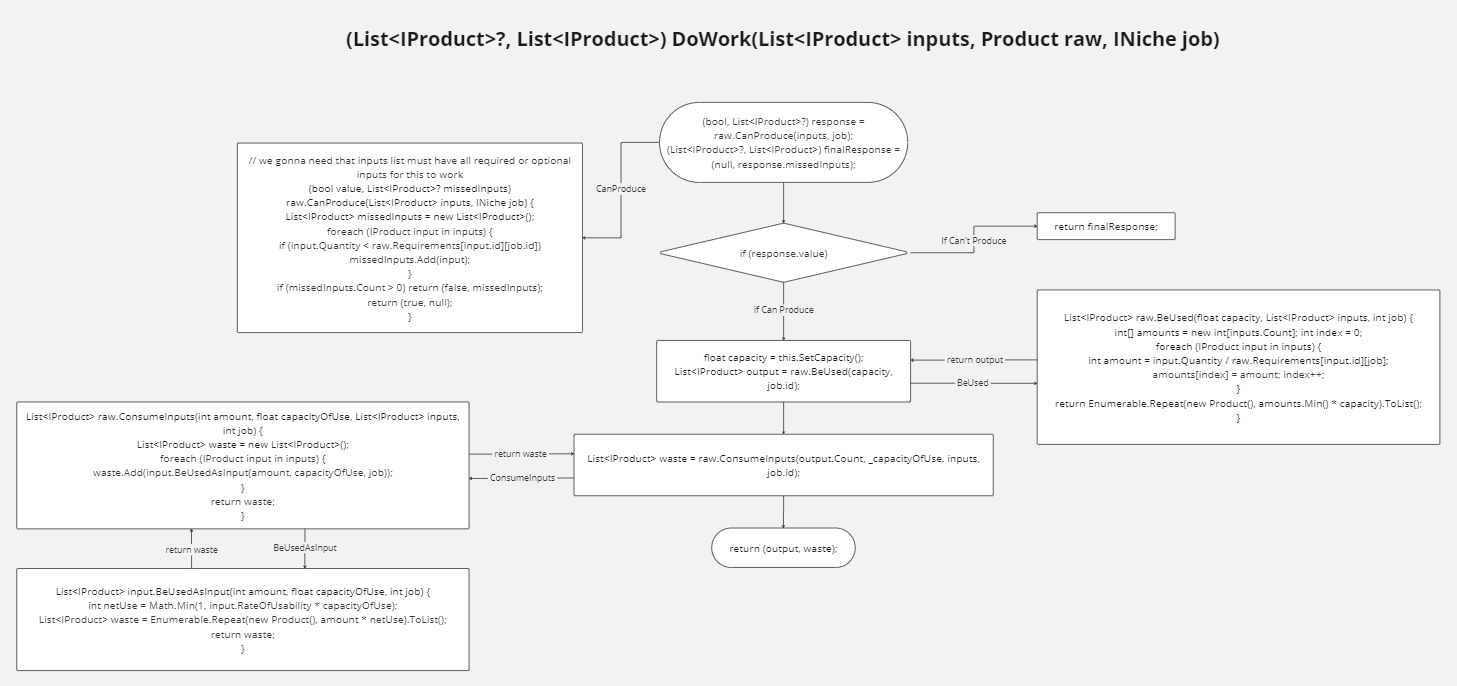 (List<IProduct>?, List<IProduct>) DoWork(List<IProduct> inputs, Product raw, INiche job)
(bool, List<IProduct>?) response =
raw.CanProduce(inputs, job);
(List<IProduct>?, List<IProduct>) finalResponse =
(null, response.missedInputs);
CanProduce
// we gonna need that inputs list must have all required or optional
inputs for this to work
(bool value, List<IProduct>? missedInputs)
raw.CanProduce(List<IProduct> inputs, INiche job) {
List<IProduct> missedInputs = new List<IProduct>();
foreach (IProduct input in inputs) {
if (input.Quantity < raw.Requirements[input.id][job.id])
missedInputs.Add(input);
}
if (missedInputs.Count > 0) return (false, missedInputs);
return (true, null);
}
if (response.value)
If Can't Produce
return finalResponse;
if Can Produce
float capacity = this.SetCapacity();
List<IProduct> output = raw.BeUsed(capacity,
job.id);
return output
BeUsed
List<IProduct> raw.BeUsed(float capacity, List<IProduct> inputs, int job) {
int[] amounts = new int[inputs.Count]; int index = 0;
foreach (IProduct input in inputs) {
int amount = input.Quantity / raw.Requirements[input.id][job];
amounts[index] = amount; index++;
}
return Enumerable.Repeat(new Product(), amounts.Min() * capacity).ToList();
}
List<IProduct> waste = raw.ConsumeInputs(output.Count, _capacityOfUse, inputs,
job.id);
return waste
ConsumeInputs
List<IProduct> raw.ConsumeInputs(int amount, float capacityOfUse, List<IProduct> inputs,
int job) {
List<IProduct> waste = new List<IProduct>();
foreach (IProduct input in inputs) {
waste.Add(input.BeUsedAsInput(amount, capacityOfUse, job));
}
return waste;
}
return waste
BeUsedAsInput
List<IProduct> input.BeUsedAsInput(int amount, float capacityOfUse, int job) {
int netUse = Math.Min(1, input.RateOfUsability * capacityOfUse);
List<IProduct> waste = Enumerable.Repeat(new Product(), amount * netUse).ToList();
return waste;
}
return (output, waste);